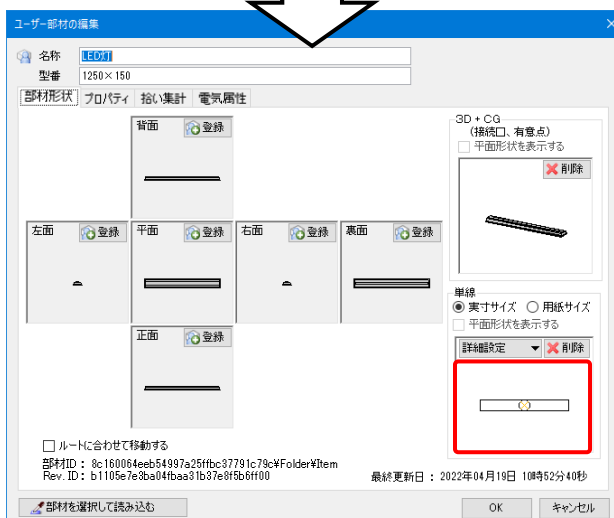 ユーザー部材の編集
名称 LED灯
型番 1250×150
部材形状 プロパティ 拾い集計 電気属性
背面 登録
3D + CG
(接続口、有意点)
平面形状を表示する
削除
左面 登録 平面 登録 右面 登録 裏面 登録
単線
実寸サイズ 用紙サイズ
平面形状を表示する
正面 登録
詳細設定 削除
ルートに合わせて移動する
部材ID : 8c160064eeb54997a25ffbc37791c79c¥Folder¥Item
Rev. ID: b1105e7e3ba04fbaa31b37e8f5b6ff00 最終更新日 : 2022年04月19日 10時52分40秒
部材を選択して読み込む OK キャンセル